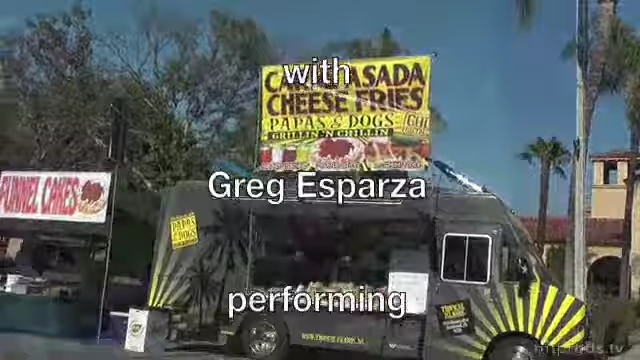 with
CARNE ASADA
CHEESE FRIES
PAPAS & DOGS
GRILLIN' N CHILLIN
Greg Esparza
FUNNEL CAKES
PAPAS
& DOGS
performing